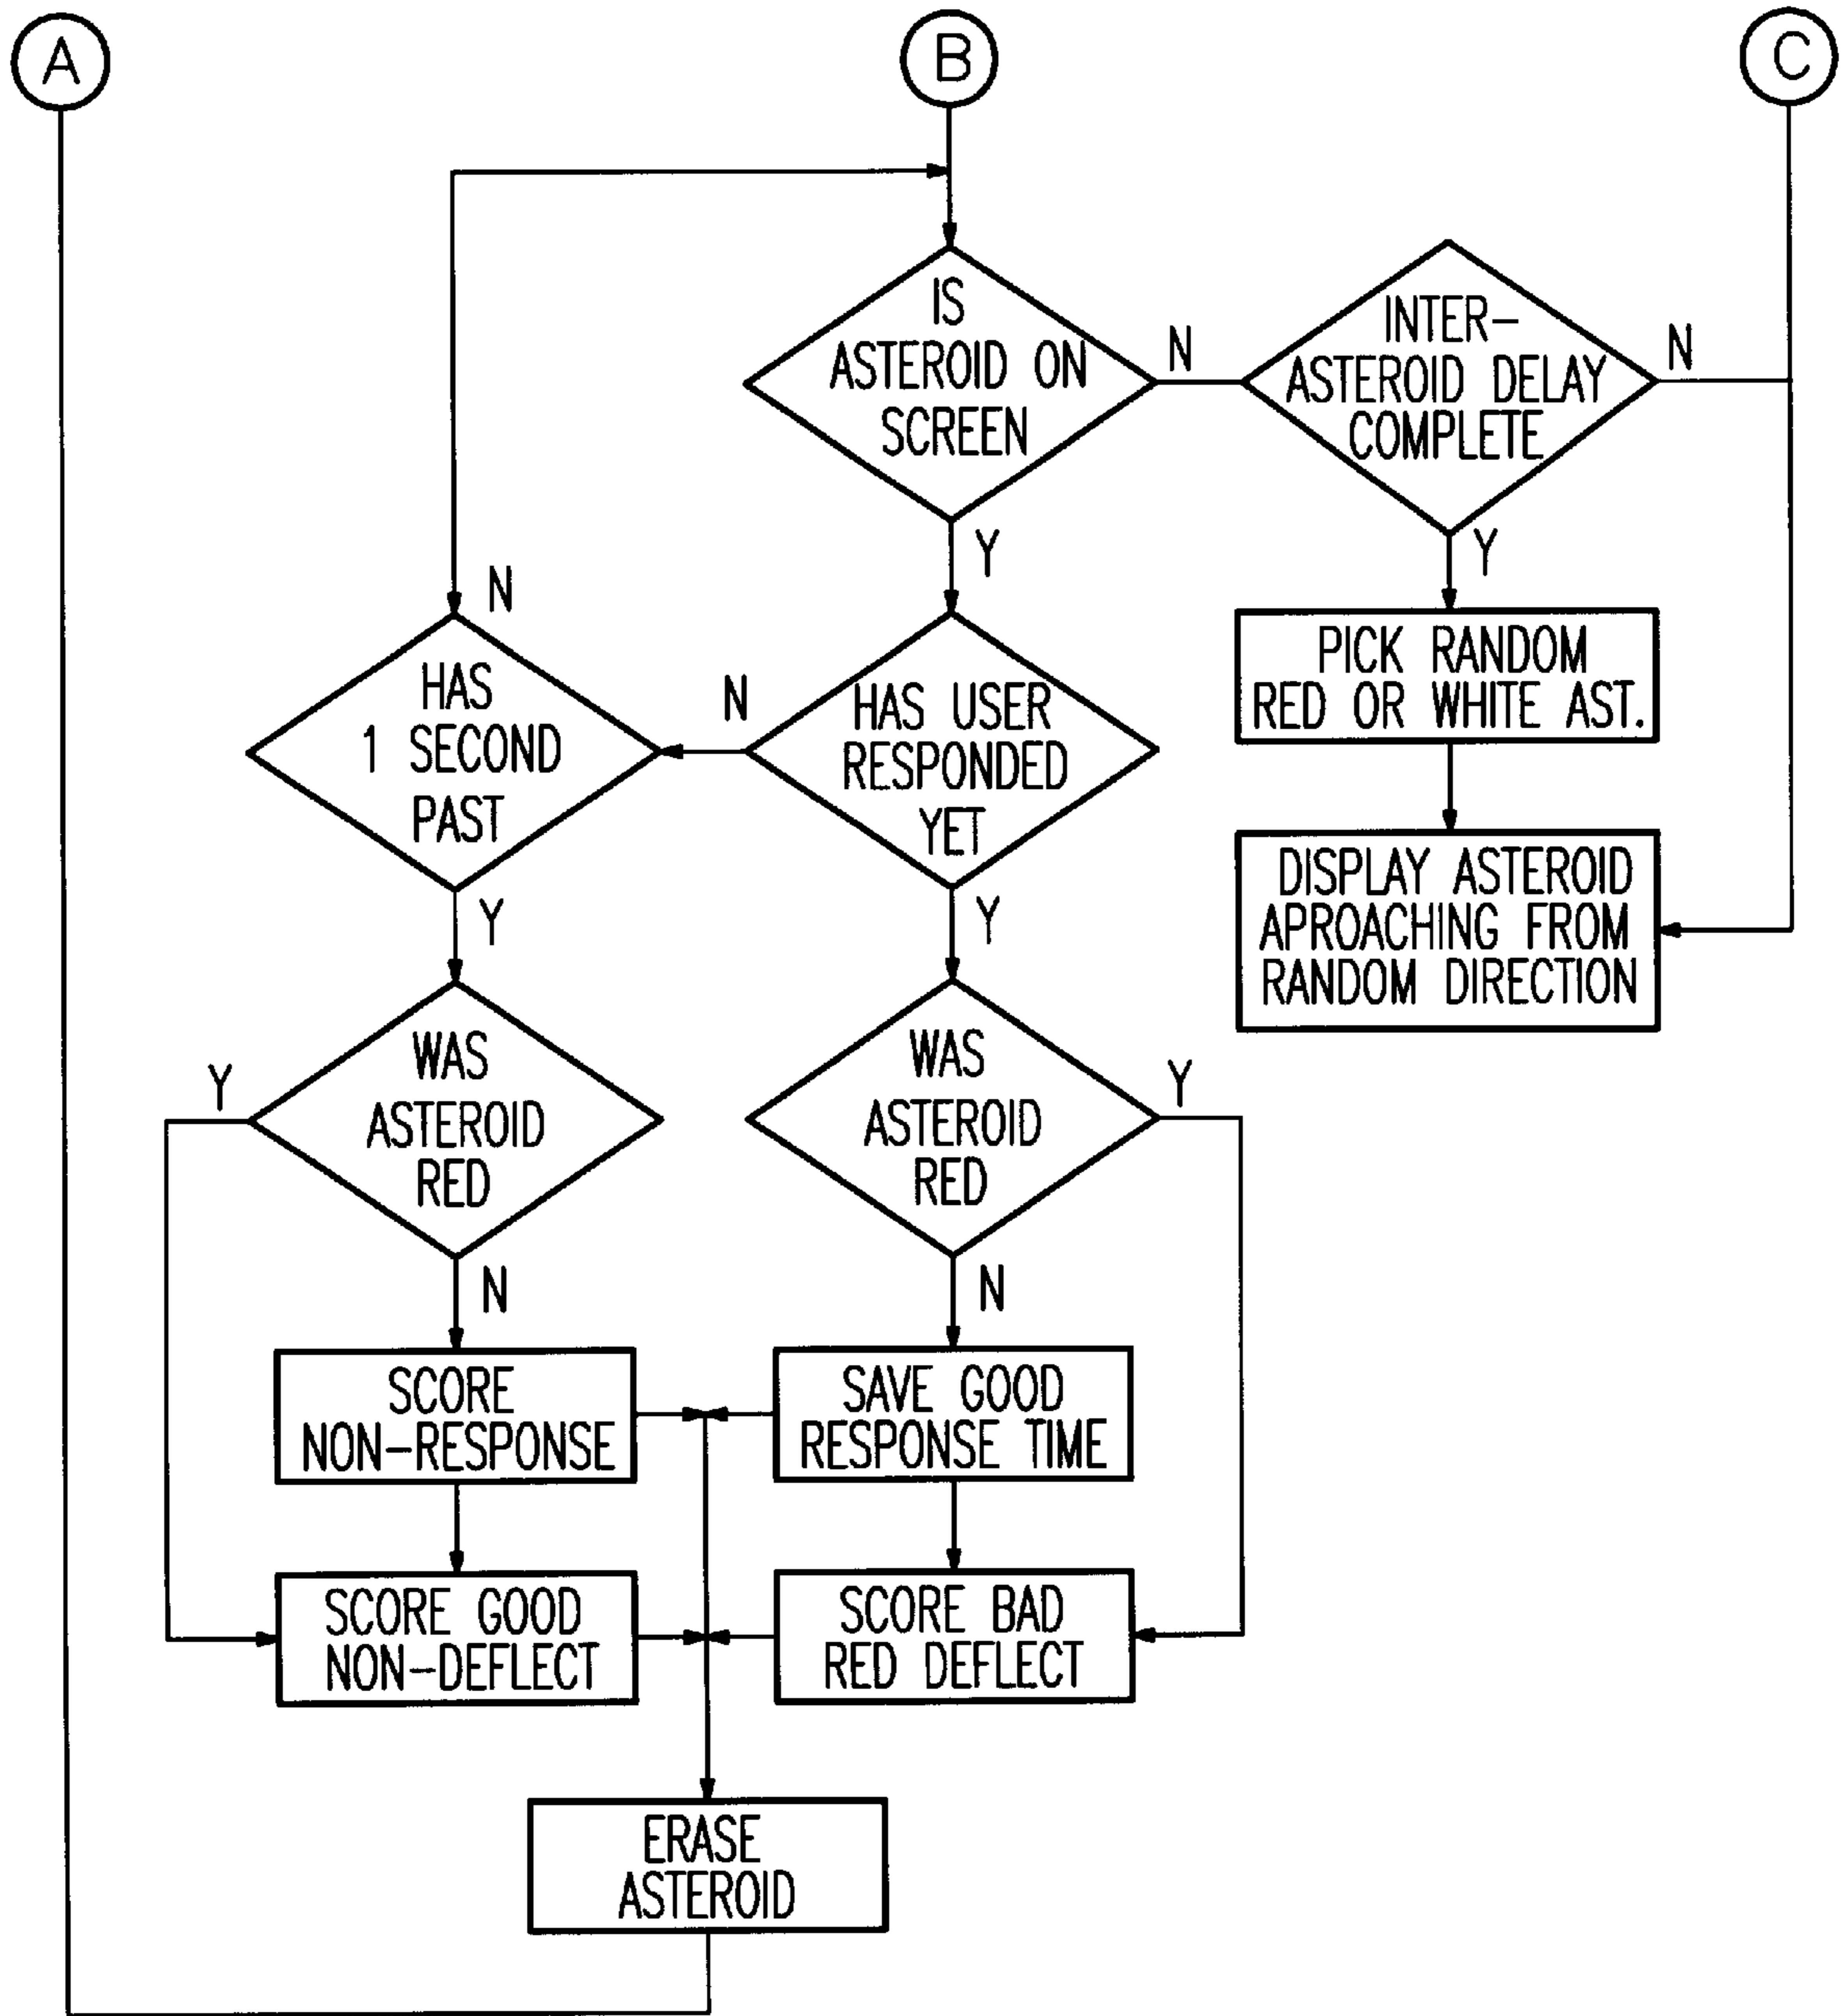 A
B
C
IS
ASTEROID ON
SCREEN
N
INTER-
ASTEROID DELAY
COMPLETE
N
Y
Y
N
HAS
1 SECOND
PAST
N
HAS USER
RESPONDED
YET
PICK RANDOM
RED OR WHITE AST.
DISPLAY ASTEROID
APROACHING FROM
RANDOM DIRECTION
Y
Y
Y
WAS
ASTEROID
RED
WAS
ASTEROID
RED
Y
N
N
SCORE
NON-RESPONSE
SAVE GOOD
RESPONSE TIME
SCORE GOOD
NON-DEFLECT
SCORE BAD
RED DEFLECT
ERASE
ASTEROID